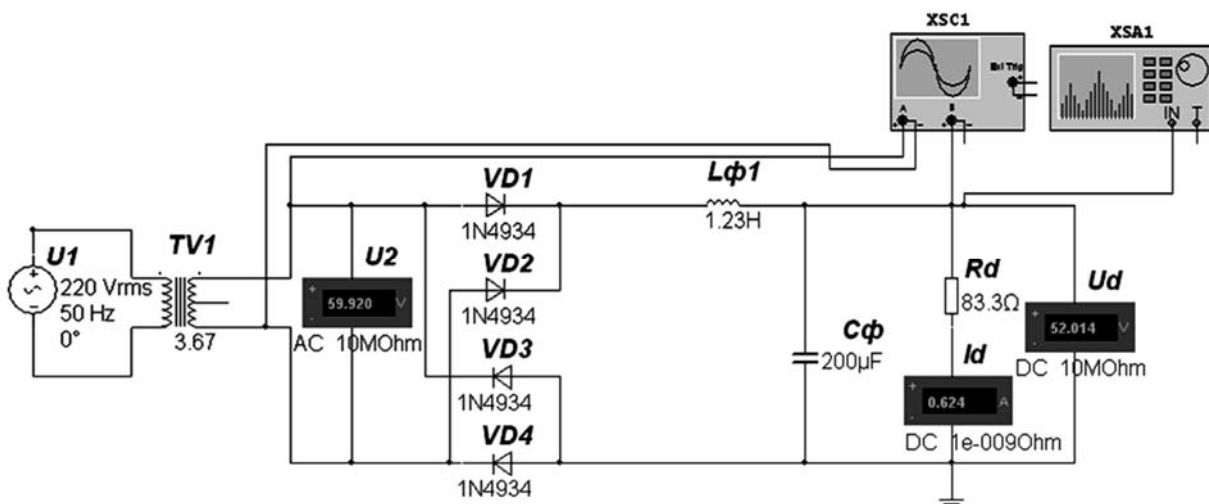 XSC1
XSA1
Ext Trig
A
B
IN
T
VD1
1N4934
Lф1
1.23H
U1
220 Vrms
50 Hz
0°
TV1
3.67
U2
59.920 V
AC 10MOhm
VD2
1N4934
VD3
1N4934
VD4
1N4934
Cф
200µF
Rd
83.3Ω
Id
0.624 A
DC 1e-009Ohm
Ud
52.014 V
DC 10MOhm